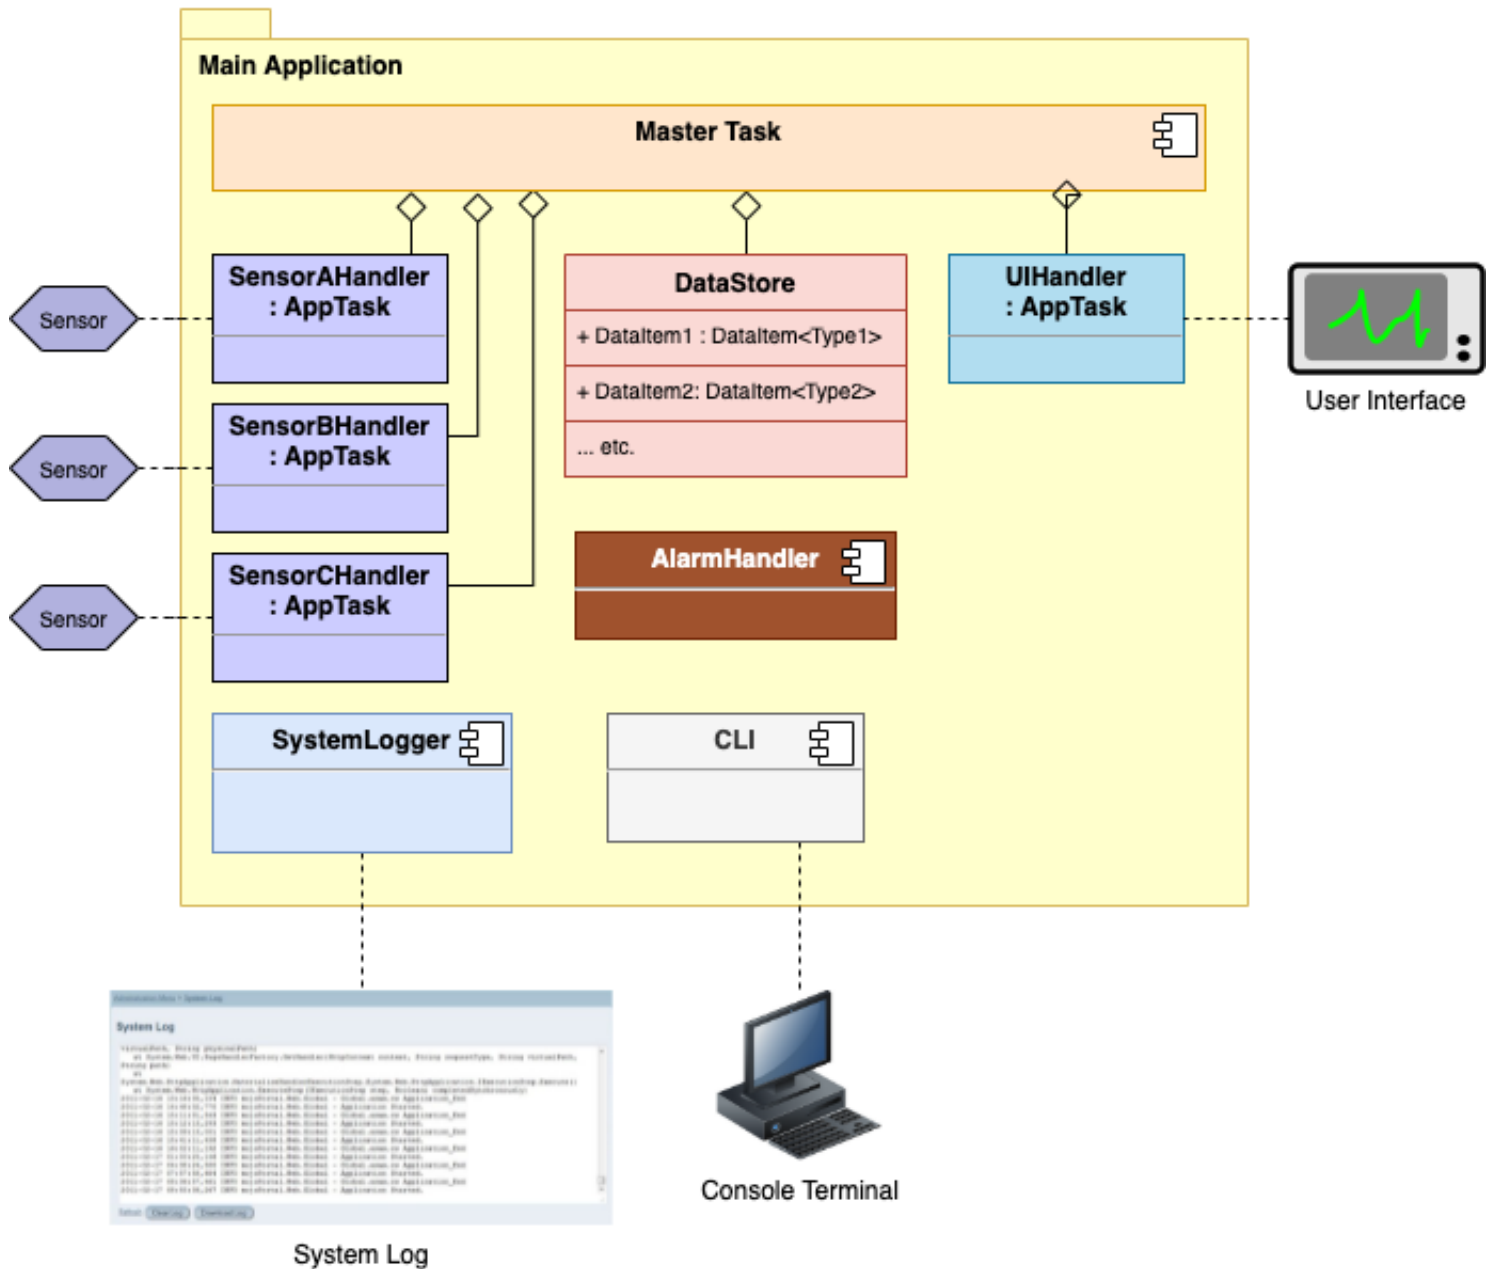 Main Application
Master Task
SensorAHandler
: AppTask
Sensor
SensorBHandler
: AppTask
Sensor
SensorCHandler
: AppTask
Sensor
DataStore
+ DataItem1 : DataItem<Type1>
+ DataItem2: DataItem<Type2>
... etc.
UIHandler
: AppTask
User Interface
AlarmHandler
SystemLogger
CLI
System Log
System Log
Console Terminal